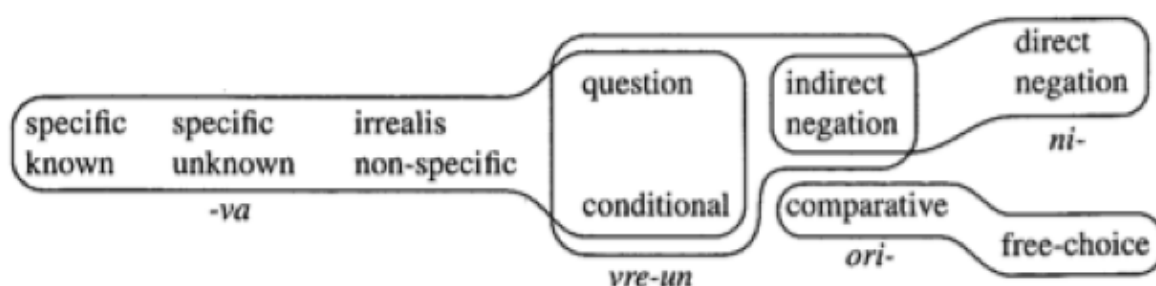 specific
known
specific
unknown
irrealis
non-specific
-va
question
conditional
vre-un
indirect
negation
direct
negation
ni-
comparative
ori-
free-choice